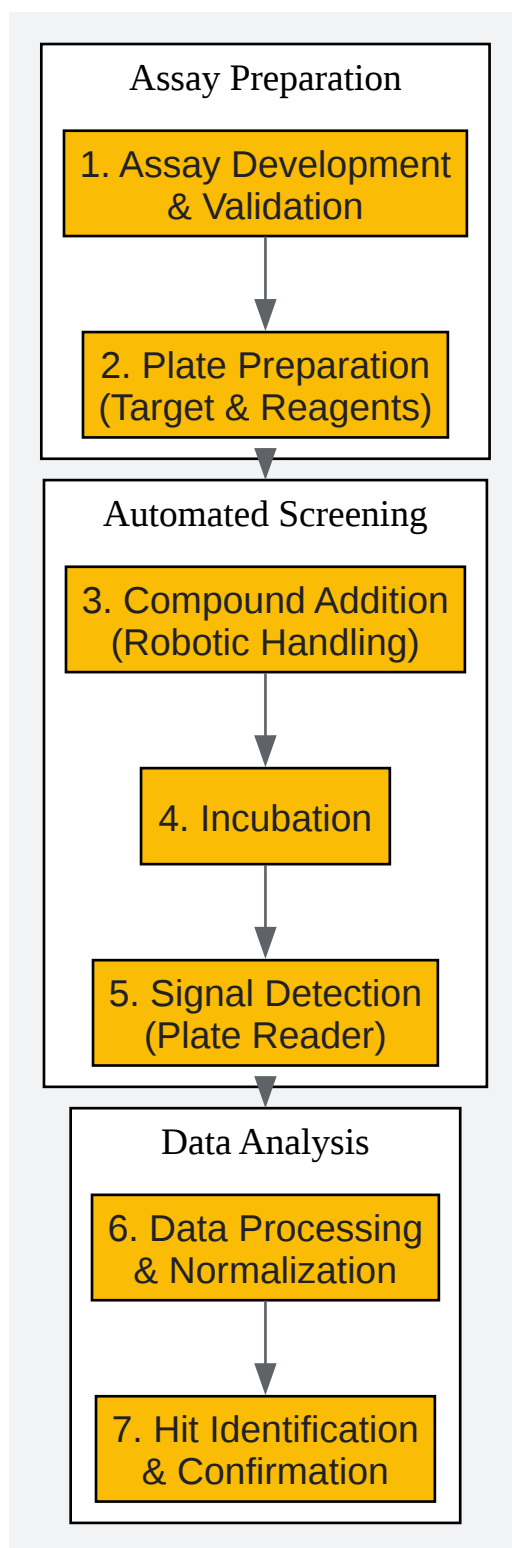 Assay Preparation
1. Assay Development
& Validation
2. Plate Preparation
(Target & Reagents)
Automated Screening
3. Compound Addition
(Robotic Handling)
4. Incubation
5. Signal Detection
(Plate Reader)
Data Analysis
6. Data Processing
& Normalization
7. Hit Identification
& Confirmation